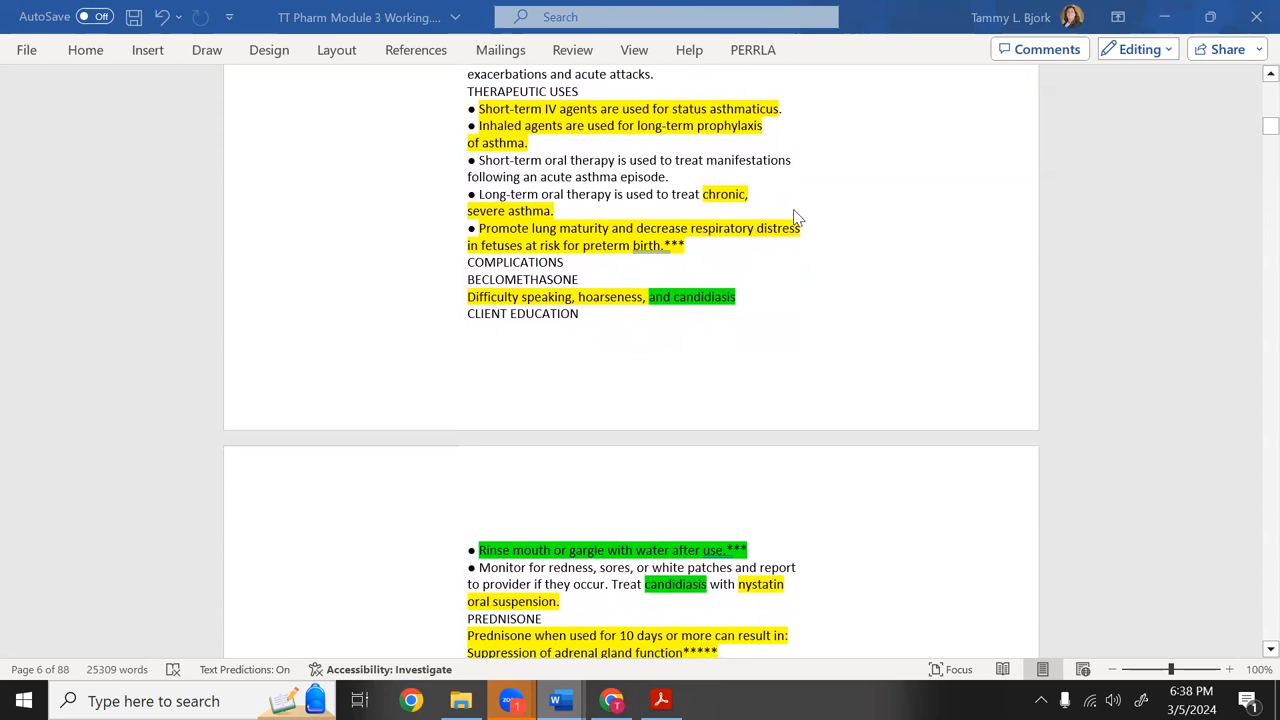 AutoSave Off TT Pharm Module 3 Working.... Search Tammy L. Bjork
File Home Insert Draw Design Layout References Mailings Review View Help PERRLA Comments Editing Share
exacerbations and acute attacks.
THERAPEUTIC USES
● Short-term IV agents are used for status asthmaticus.
● Inhaled agents are used for long-term prophylaxis
of asthma.
● Short-term oral therapy is used to treat manifestations
following an acute asthma episode.
● Long-term oral therapy is used to treat chronic,
severe asthma.
● Promote lung maturity and decrease respiratory distress
in fetuses at risk for preterm birth.***
COMPLICATIONS
BECLOMETHASONE
Difficulty speaking, hoarseness, and candidiasis
CLIENT EDUCATION
● Rinse mouth or gargle with water after use.***
● Monitor for redness, sores, or white patches and report
to provider if they occur. Treat candidiasis with nystatin
oral suspension.
PREDNISONE
Prednisone when used for 10 days or more can result in:
Suppression of adrenal gland function*****
Page 6 of 88 25309 words Text Predictions: On Accessibility: Investigate Focus 100%
Type here to search 1 6:38 PM
3/5/2024 1